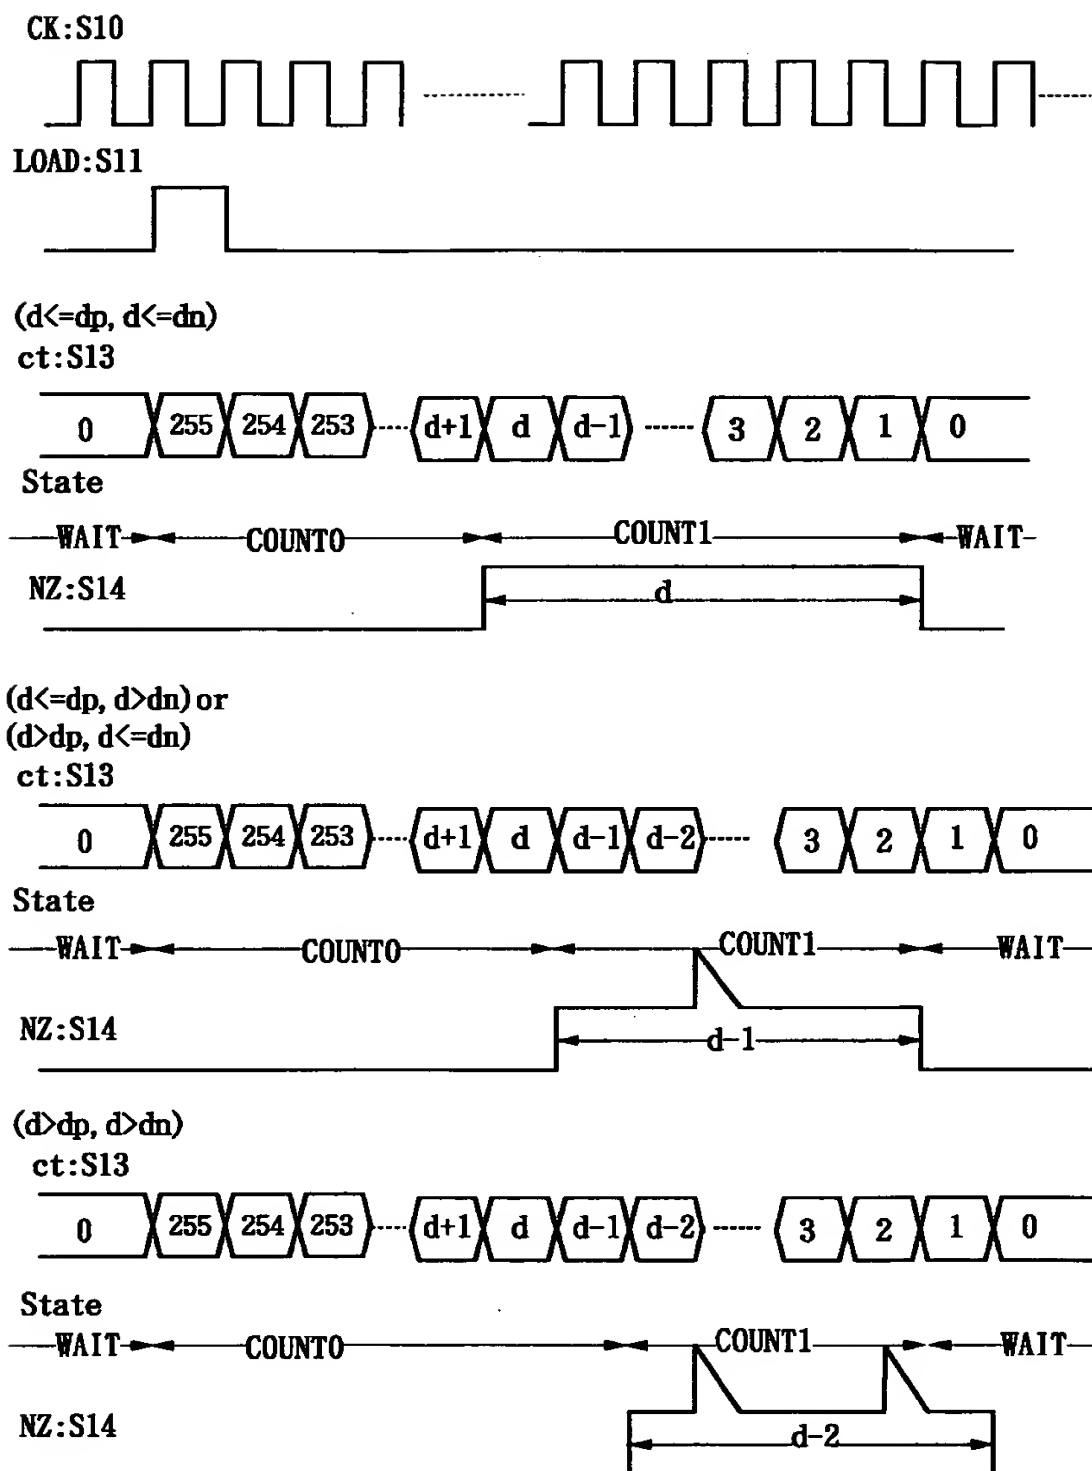 CK:S10
LOAD:S11
(d<=dp, d<=dn)
ct:S13
0 255 254 253 d+1 d d-1 3 2 1 0
State
WAIT COUNT0 COUNT1 WAIT
NZ:S14
d
(d<=dp, d>dn) or
(d>dp, d<=dn)
ct:S13
0 255 254 253 d+1 d d-1 d-2 3 2 1 0
State
WAIT COUNT0 COUNT1 WAIT
NZ:S14
d-1
(d>dp, d>dn)
ct:S13
0 255 254 253 d+1 d d-1 d-2 3 2 1 0
State
WAIT COUNT0 COUNT1 WAIT
NZ:S14
d-2